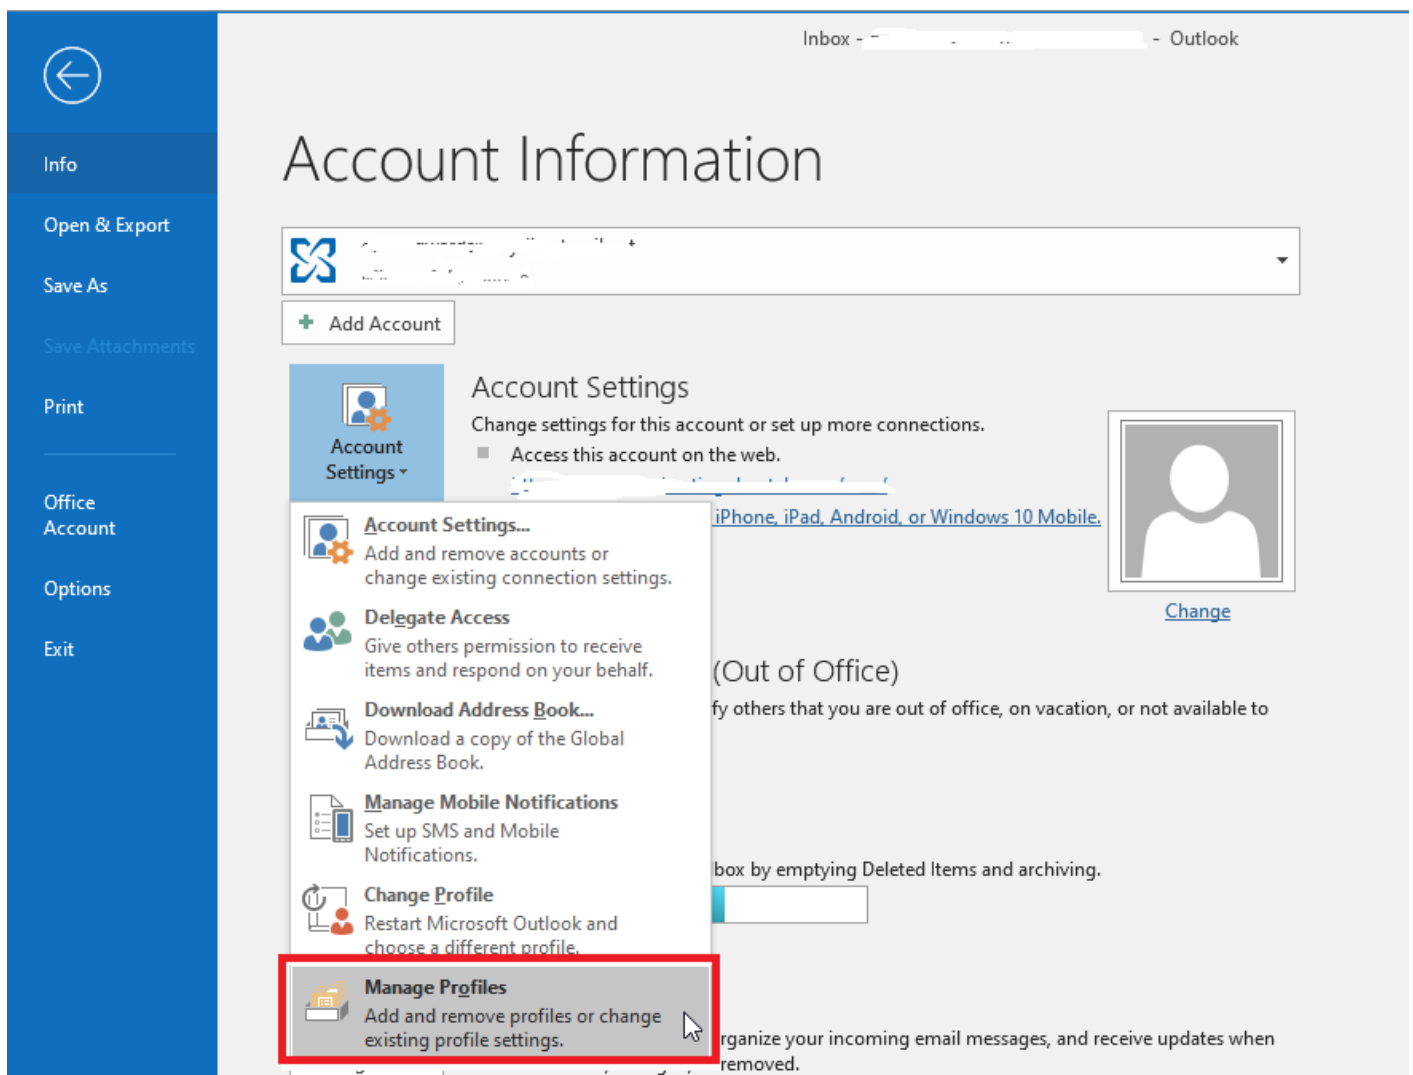 Inbox - - Outlook
Account Information
Info
Open & Export
Save As
Save Attachments
Print
Office
Account
Options
Exit
Add Account
Account
Settings
Account Settings
Change settings for this account or set up more connections.
Access this account on the web.
iPhone, iPad, Android, or Windows 10 Mobile.
Change
Account Settings...
Add and remove accounts or
change existing connection settings.
Delegate Access
Give others permission to receive
items and respond on your behalf.
Download Address Book...
Download a copy of the Global
Address Book.
Manage Mobile Notifications
Set up SMS and Mobile
Notifications.
Change Profile
Restart Microsoft Outlook and
choose a different profile.
Manage Profiles
Add and remove profiles or change
existing profile settings.
(Out of Office)
fy others that you are out of office, on vacation, or not available to
box by emptying Deleted Items and archiving.
rganize your incoming email messages, and receive updates when
removed.